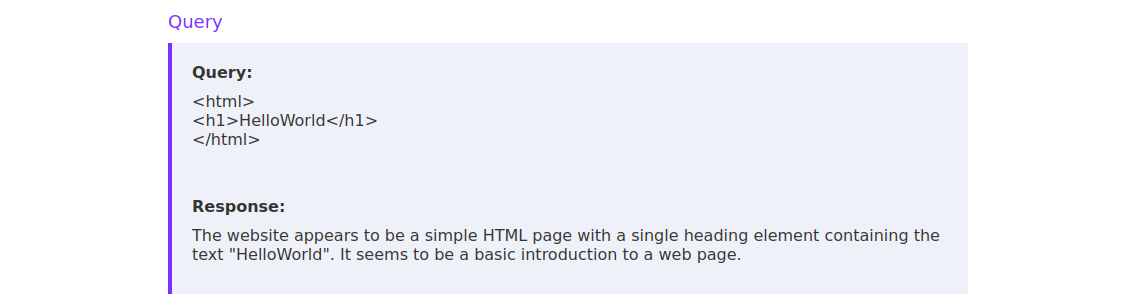 Query
Query:
<html>
<h1>HelloWorld</h1>
</html>
Response:
The website appears to be a simple HTML page with a single heading element containing the
text "HelloWorld". It seems to be a basic introduction to a web page.